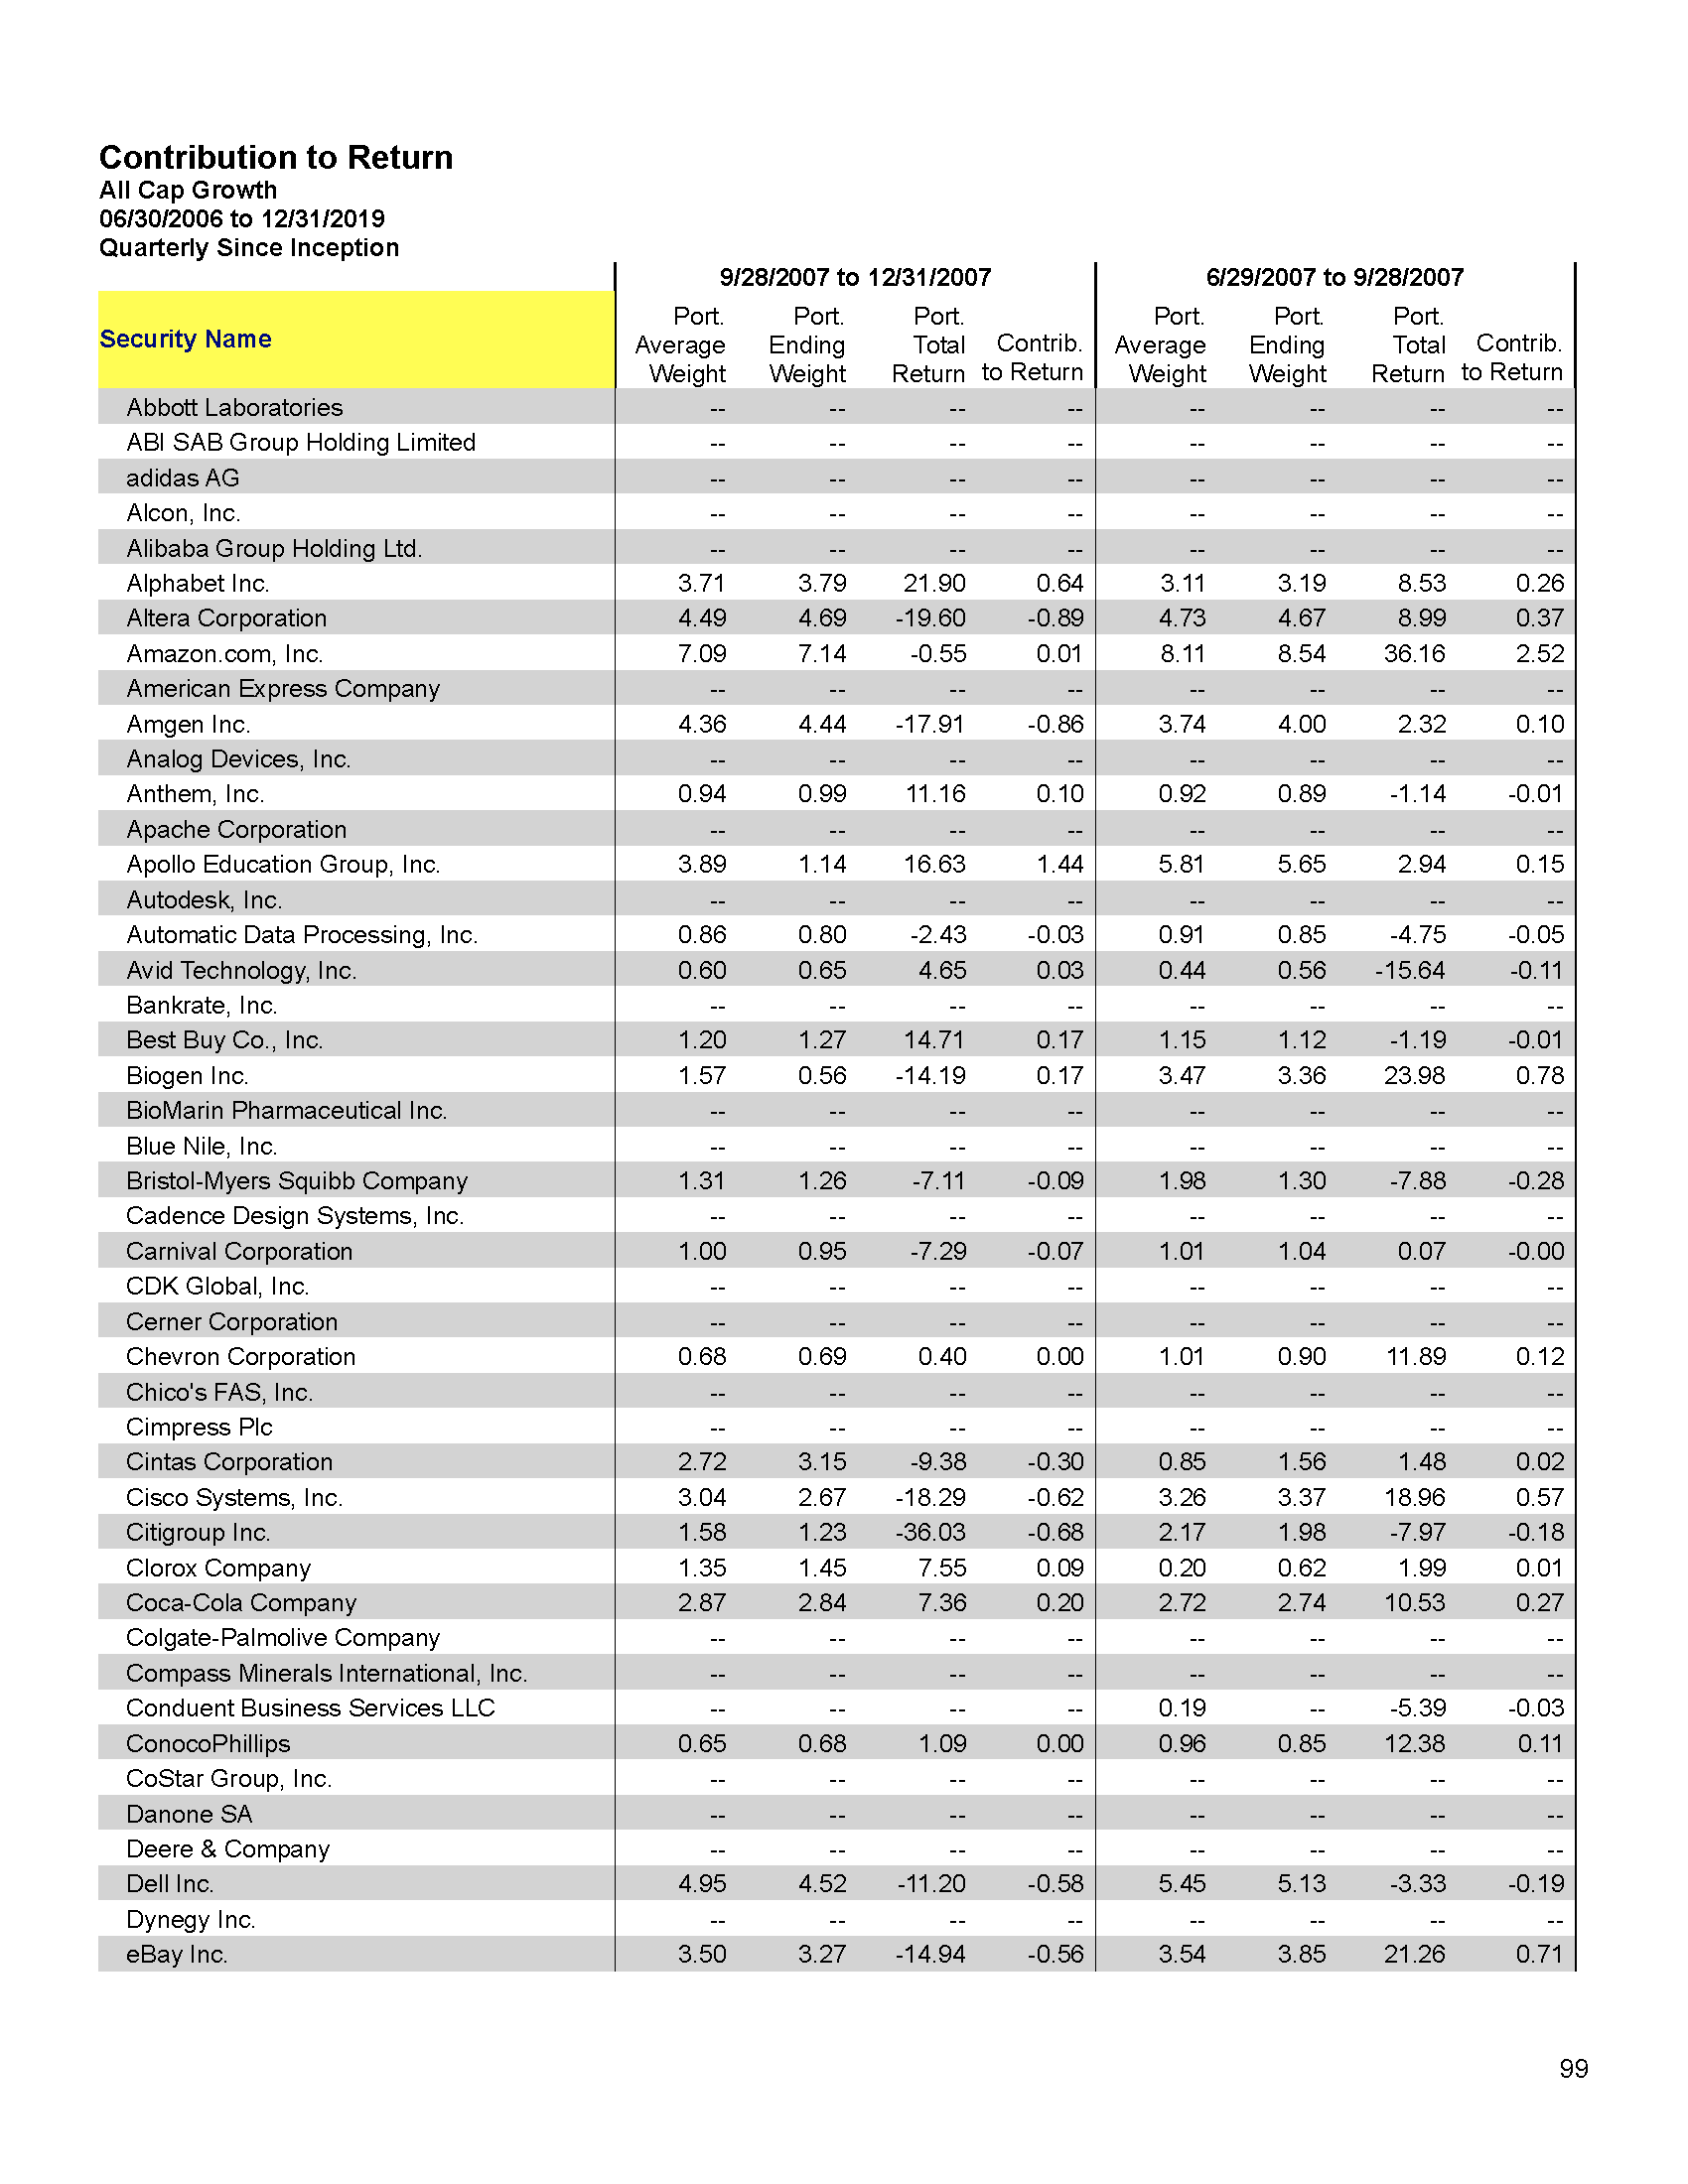 Contribution to Return
All Cap Growth
06/30/2006 to 12/31/2019
Quarterly Since Inception
9/28/2007 to 12/31/2007 6/29/2007 to 9/28/2007
Security Name Port. Average Weight Port. Ending Weight Port. Total Return Contrib. to Return Port. Average Weight Port. Ending Weight Port. Total Return Contrib. to Return
Abbott Laboratories -- -- -- -- -- -- -- --
ABI SAB Group Holding Limited -- -- -- -- -- -- -- --
adidas AG -- -- -- -- -- -- -- --
Alcon, Inc. -- -- -- -- -- -- -- --
Alibaba Group Holding Ltd. -- -- -- -- -- -- -- --
Alphabet Inc. 3.71 3.79 21.90 0.64 3.11 3.19 8.53 0.26
Altera Corporation 4.49 4.69 -19.60 -0.89 4.73 4.67 8.99 0.37
Amazon.com, Inc. 7.09 7.14 -0.55 0.01 8.11 8.54 36.16 2.52
American Express Company -- -- -- -- -- -- -- --
Amgen Inc. 4.36 4.44 -17.91 -0.86 3.74 4.00 2.32 0.10
Analog Devices, Inc. -- -- -- -- -- -- -- --
Anthem, Inc. 0.94 0.99 11.16 0.10 0.92 0.89 -1.14 -0.01
Apache Corporation -- -- -- -- -- -- -- --
Apollo Education Group, Inc. 3.89 1.14 16.63 1.44 5.81 5.65 2.94 0.15
Autodesk, Inc. -- -- -- -- -- -- -- --
Automatic Data Processing, Inc. 0.86 0.80 -2.43 -0.03 0.91 0.85 -4.75 -0.05
Avid Technology, Inc. 0.60 0.65 4.65 0.03 0.44 0.56 -15.64 -0.11
Bankrate, Inc. -- -- -- -- -- -- -- --
Best Buy Co., Inc. 1.20 1.27 14.71 0.17 1.15 1.12 -1.19 -0.01
Biogen Inc. 1.57 0.56 -14.19 0.17 3.47 3.36 23.98 0.78
BioMarin Pharmaceutical Inc. -- -- -- -- -- -- -- --
Blue Nile, Inc. -- -- -- -- -- -- -- --
Bristol-Myers Squibb Company 1.31 1.26 -7.11 -0.09 1.98 1.30 -7.88 -0.28
Cadence Design Systems, Inc. -- -- -- -- -- -- -- --
Carnival Corporation 1.00 0.95 -7.29 -0.07 1.01 1.04 0.07 -0.00
CDK Global, Inc. -- -- -- -- -- -- -- --
Cerner Corporation -- -- -- -- -- -- -- --
Chevron Corporation 0.68 0.69 0.40 0.00 1.01 0.90 11.89 0.12
Chico's FAS, Inc. -- -- -- -- -- -- -- --
Cimpress Plc -- -- -- -- -- -- -- --
Cintas Corporation 2.72 3.15 -9.38 -0.30 0.85 1.56 1.48 0.02
Cisco Systems, Inc. 3.04 2.67 -18.29 -0.62 3.26 3.37 18.96 0.57
Citigroup Inc. 1.58 1.23 -36.03 -0.68 2.17 1.98 -7.97 -0.18
Clorox Company 1.35 1.45 7.55 0.09 0.20 0.62 1.99 0.01
Coca-Cola Company 2.87 2.84 7.36 0.20 2.72 2.74 10.53 0.27
Colgate-Palmolive Company -- -- -- -- -- -- -- --
Compass Minerals International, Inc. -- -- -- -- -- -- -- --
Conduent Business Services LLC -- -- -- -- 0.19 -- -5.39 -0.03
ConocoPhillips 0.65 0.68 1.09 0.00 0.96 0.85 12.38 0.11
CoStar Group, Inc. -- -- -- -- -- -- -- --
Danone SA -- -- -- -- -- -- -- --
Deere & Company -- -- -- -- -- -- -- --
Dell Inc. 4.95 4.52 -11.20 -0.58 5.45 5.13 -3.33 -0.19
Dynegy Inc. -- -- -- -- -- -- -- --
eBay Inc. 3.50 3.27 -14.94 -0.56 3.54 3.85 21.26 0.71
99